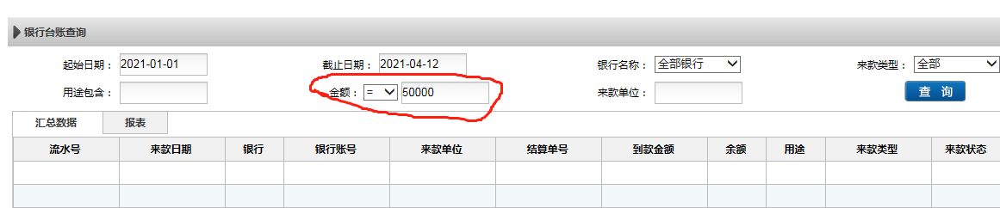 银行台账查询
起始日期： 2021-01-01 截止日期： 2021-04-12 银行名称： 全部银行 来款类型： 全部
用途包含： 金额： = 50000 来款单位： 查 询
汇总数据 报表
流水号 来款日期 银行 银行账号 来款单位 结算单号 到款金额 余额 用途 来款类型 来款状态